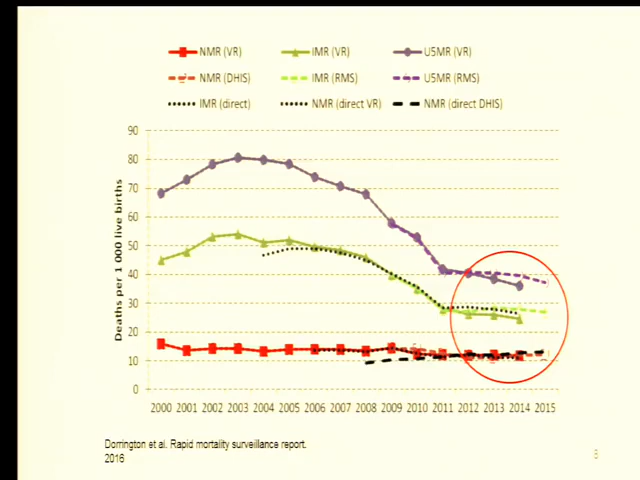 NMR (VR) IMR (VR) U5MR (VR)
NMR (DHIS) IMR (RMS) U5MR (RMS)
IMR (direct) NMR (direct VR) NMR (direct DHIS)
Deaths per 1 000 live births
90
80
70
60
50
40
30
20
10
0
2000 2001 2002 2003 2004 2005 2006 2007 2008 2009 2010 2011 2012 2013 2014 2015
Dorrington et al. Rapid mortality surveillance report.
2016